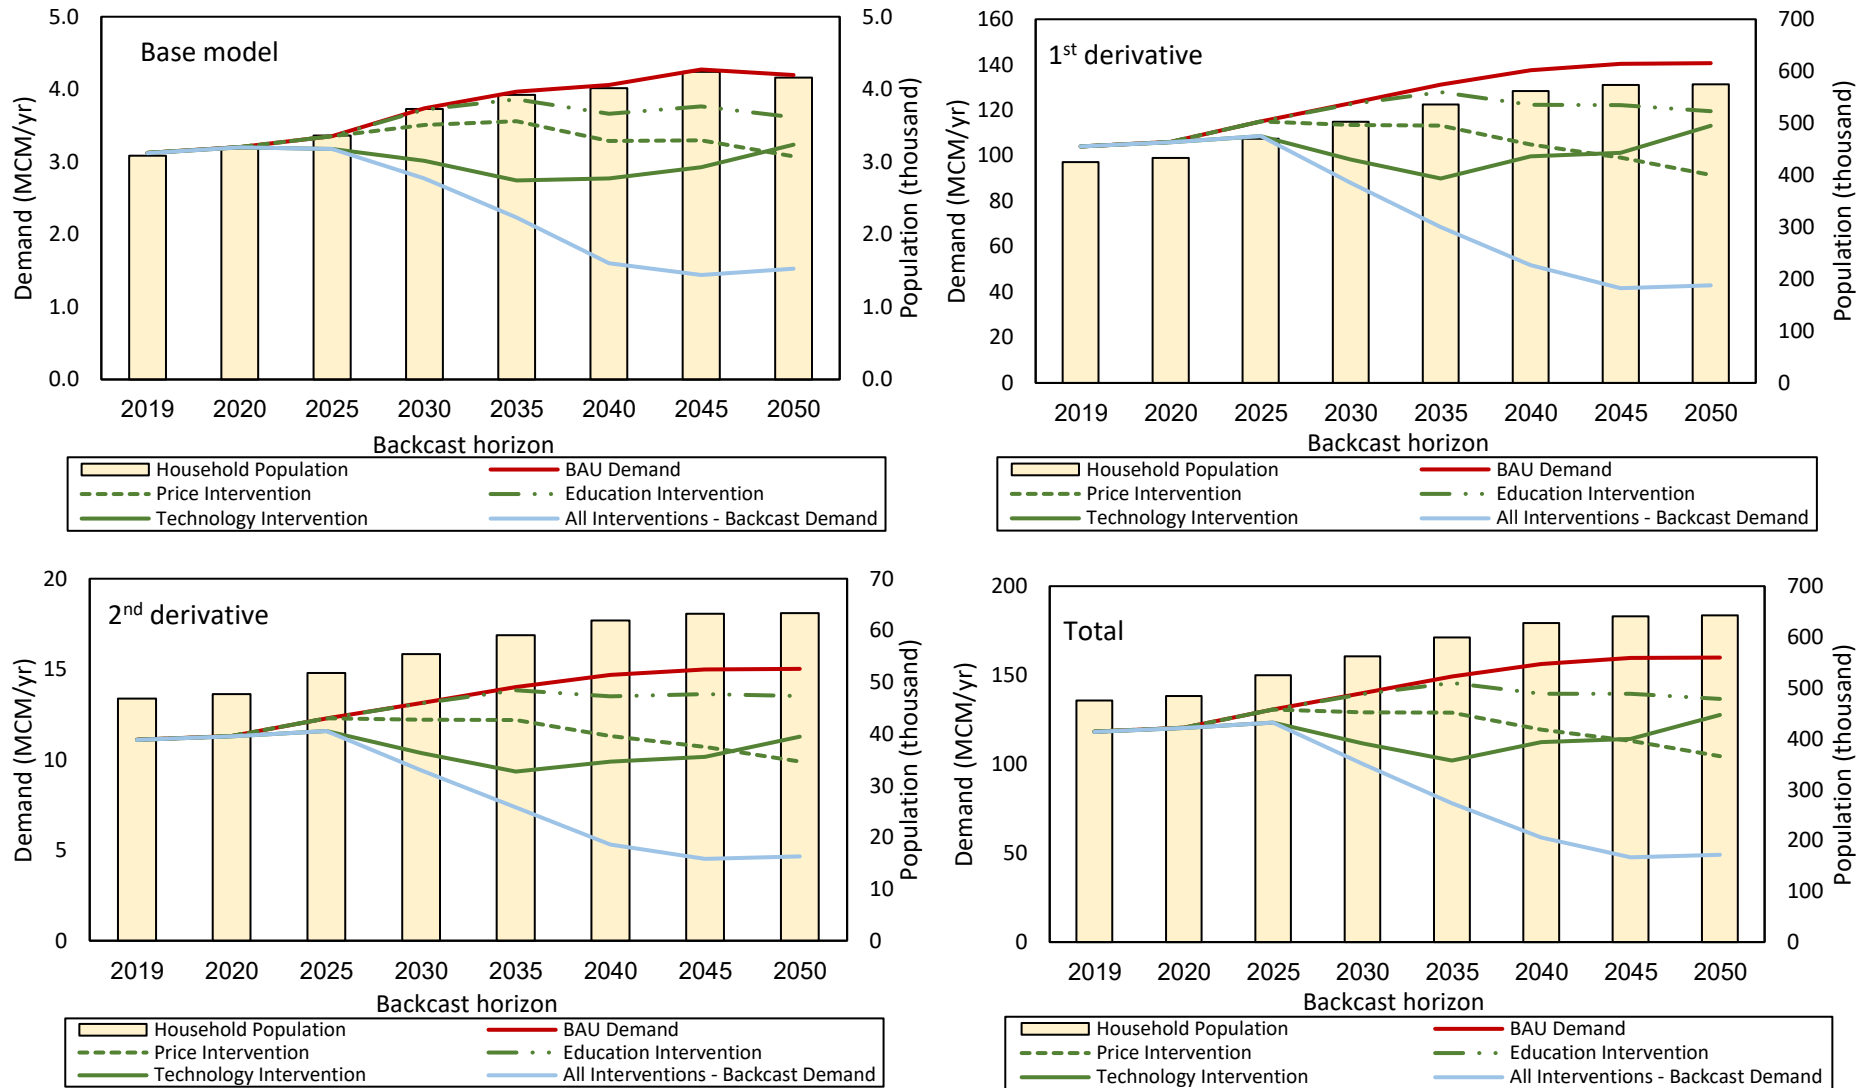 Base model
Demand (MCM/yr)
5.0
4.0
3.0
2.0
1.0
0.0
5.0
4.0
3.0
2.0
1.0
0.0
Population (thousand)
2019 2020 2025 2030 2035 2040 2045 2050
Backcast horizon
Household Population BAU Demand
Price Intervention Education Intervention
Technology Intervention All Interventions - Backcast Demand
1st derivative
Demand (MCM/yr)
160
140
120
100
80
60
40
20
0
700
600
500
400
300
200
100
0
Population (thousand)
2019 2020 2025 2030 2035 2040 2045 2050
Backcast horizon
Household Population BAU Demand
Price Intervention Education Intervention
Technology Intervention All Interventions - Backcast Demand
2nd derivative
Demand (MCM/yr)
20
15
10
5
0
70
60
50
40
30
20
10
0
Population (thousand)
2019 2020 2025 2030 2035 2040 2045 2050
Backcast horizon
Household Population BAU Demand
Price Intervention Education Intervention
Technology Intervention All Interventions - Backcast Demand
Total
Demand (MCM/yr)
200
150
100
50
0
700
600
500
400
300
200
100
0
Population (thousand)
2019 2020 2025 2030 2035 2040 2045 2050
Backcast horizon
Household Population BAU Demand
Price Intervention Education Intervention
Technology Intervention All Interventions - Backcast Demand